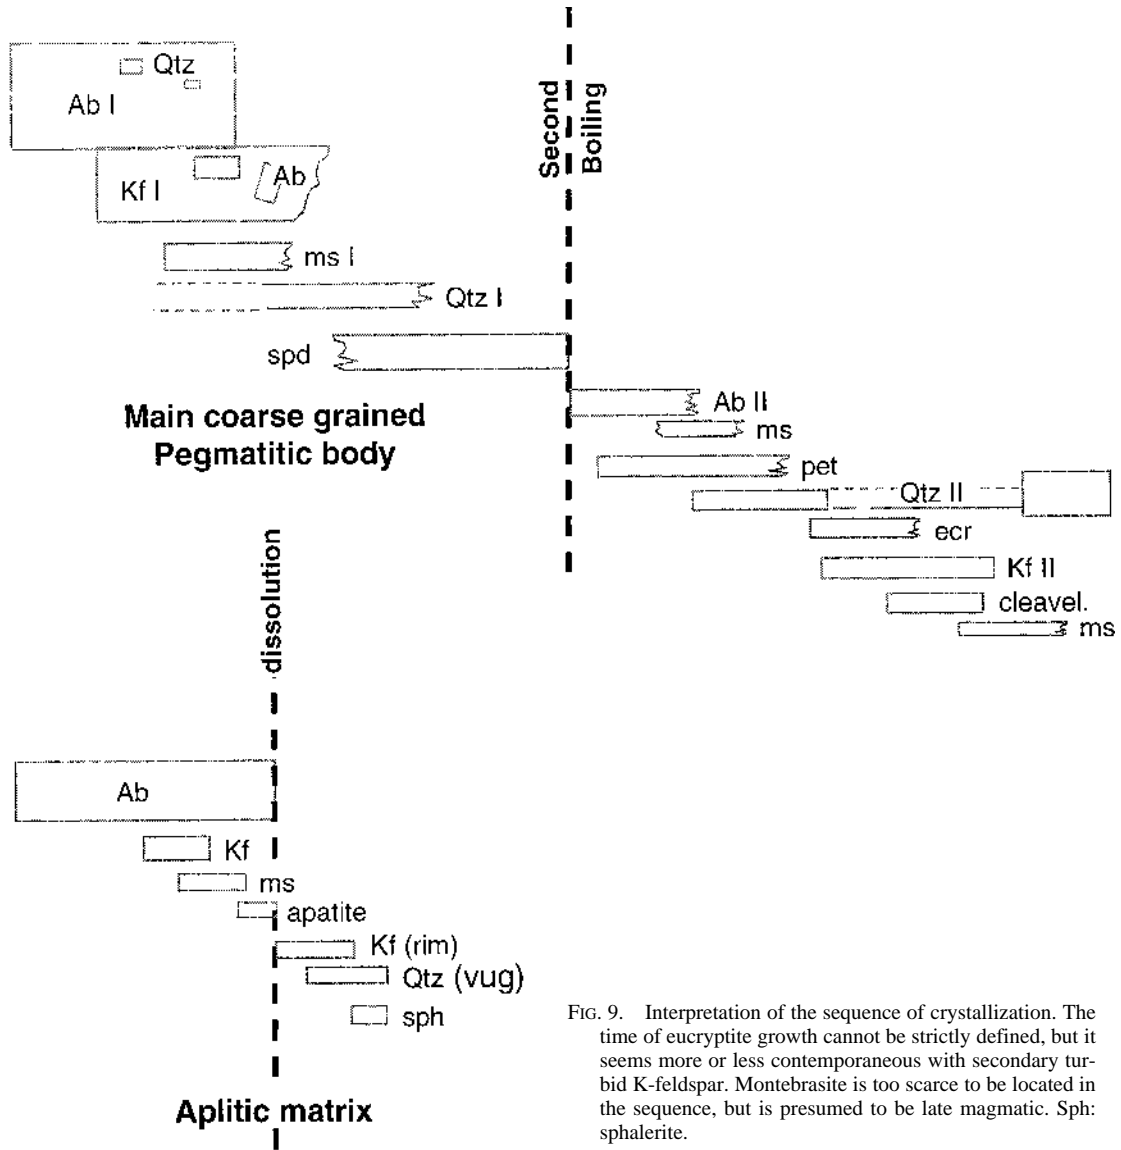 Qtz
Ab I
Second
Boiling
Kf I
Ab
ms I
Qtz I
spd
Main coarse grained
Pegmatitic body
Ab II
ms
pet
Qtz II
ecr
Kf II
cleavel.
ms
dissolution
Ab
Kf
ms
apatite
Kf (rim)
Qtz (vug)
sph
Aplitic matrix
FIG. 9. Interpretation of the sequence of crystallization. The
time of eucryptite growth cannot be strictly defined, but it
seems more or less contemporaneous with secondary tur-
bid K-feldspar. Montebrasite is too scarce to be located in
the sequence, but is presumed to be late magmatic. Sph:
sphalerite.